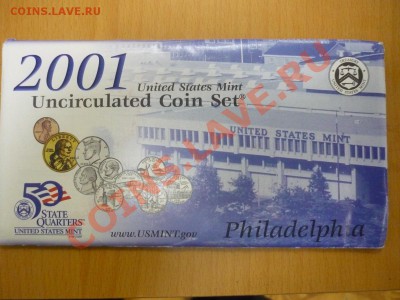 COINS.LAVE.RU
2001
United States Mint
Uncirculated Coin Set®
UNITED STATES MINT
50
STATE
QUARTERS
UNITED STATES MINT
www.USMINT.gov
Philadelphia
COINS.LAVE.RU